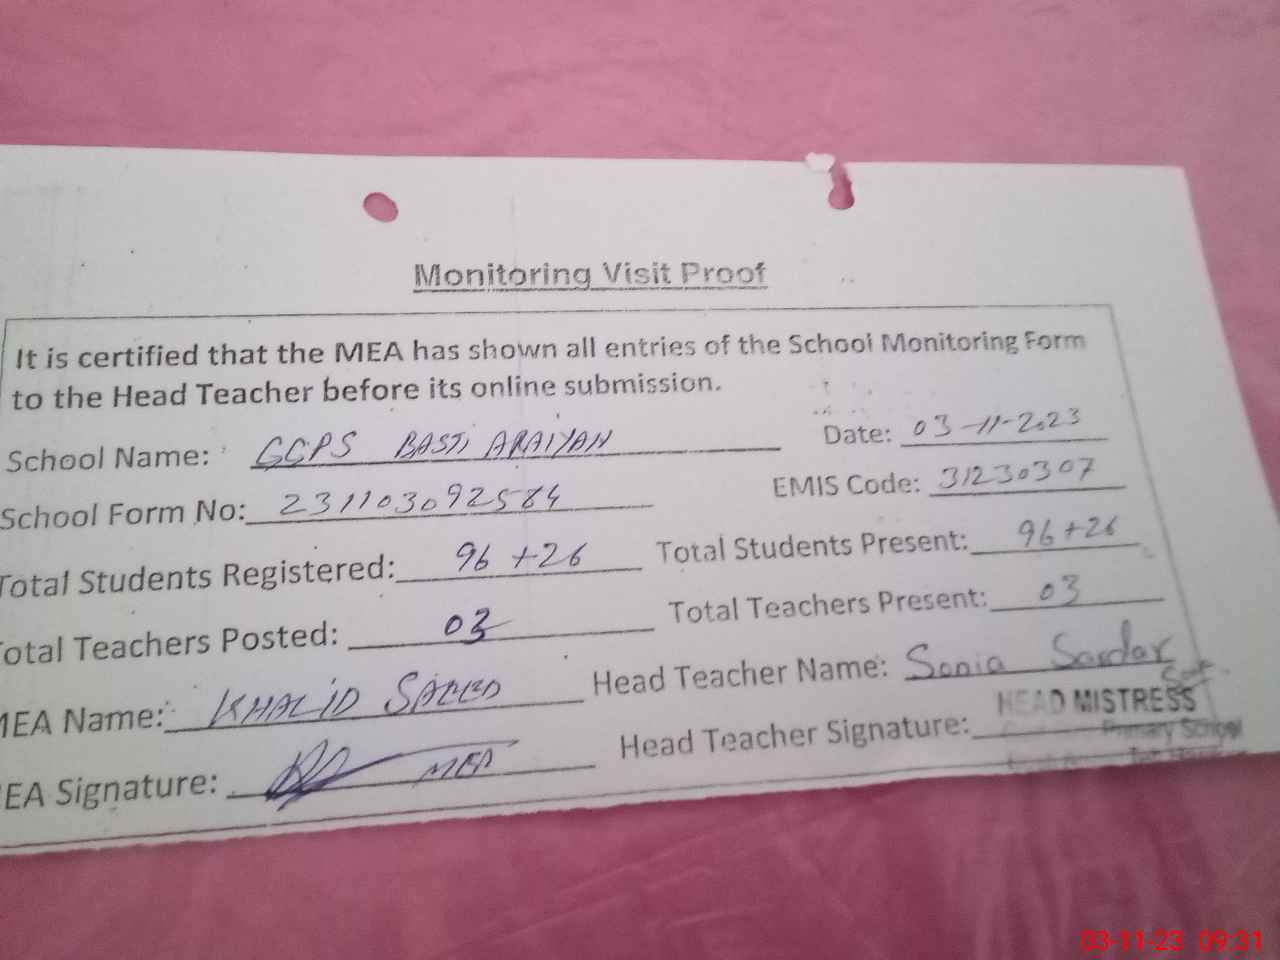 Monitoring Visit Proof
It is certified that the MEA has shown all entries of the School Monitoring Form
to the Head Teacher before its online submission.
School Name: GGPS BASTI ARAIYAN Date: 03-11-2023
School Form No: 231103092584 EMIS Code: 31230307
Total Students Registered: 96+26 Total Students Present: 96+26
Total Teachers Posted: 03 Total Teachers Present: 03
MEA Name: KHALID SAEED Head Teacher Name: Sonia Sardar
HEAD MISTRESS
MEA Signature: MEA Head Teacher Signature:
Primary School
03-11-23 09:31